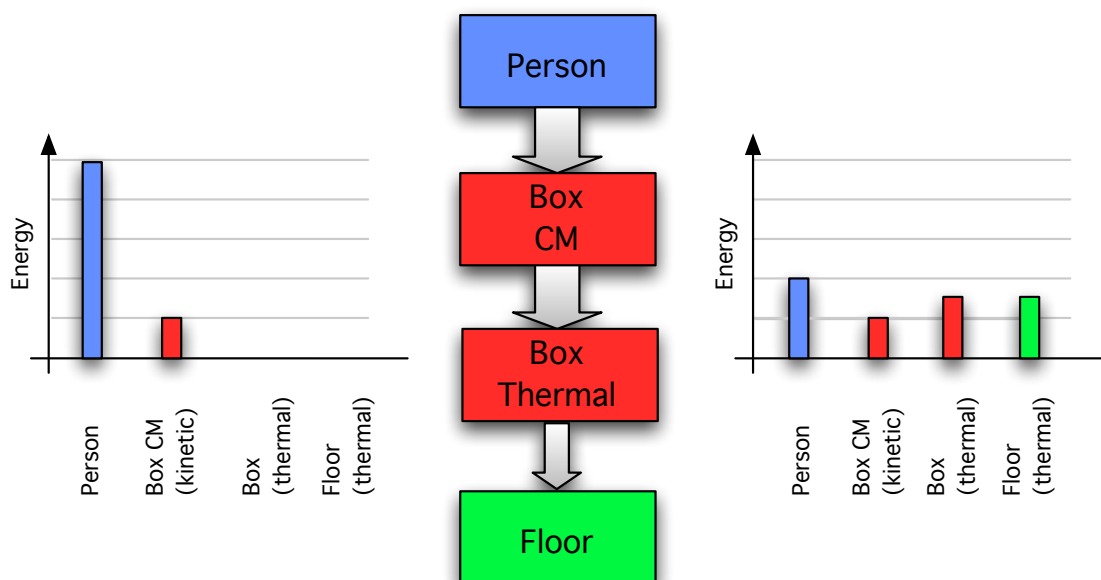 Energy
Person
Box CM
(kinetic)
Box
(thermal)
Floor
(thermal)
Person
Box
CM
Box
Thermal
Floor
Energy
Person
Box CM
(kinetic)
Box
(thermal)
Floor
(thermal)